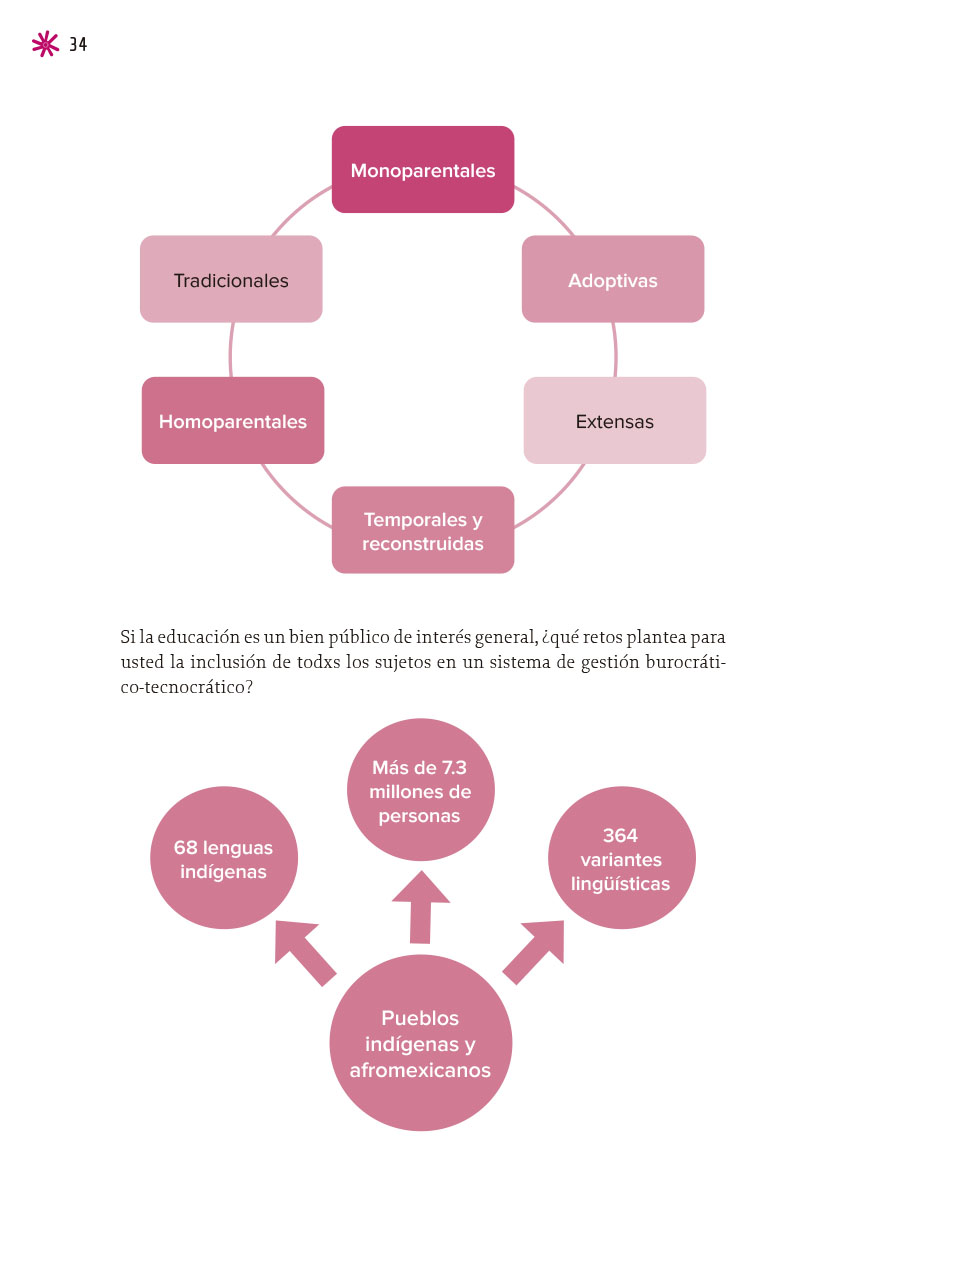 34
Monoparentales
Tradicionales
Adoptivas
Homoparentales
Extensas
Temporales y
reconstruidas
Si la educación es un bien público de interés general, ¿qué retos plantea para
usted la inclusión de todxs los sujetos en un sistema de gestión burocráti-
co-tecnocrático?
Más de 7.3
millones de
personas
68 lenguas
indígenas
364
variantes
lingüísticas
Pueblos
indígenas y
afromexicanos